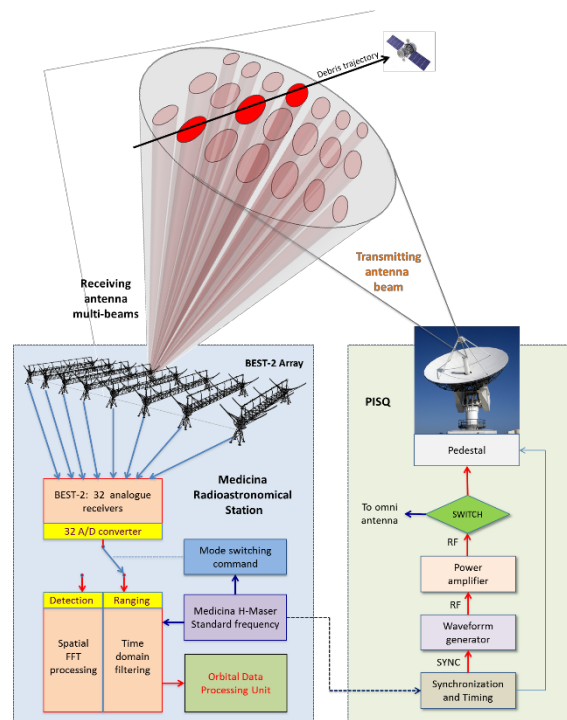 Debris trajectory
Transmitting
antenna
beam
Receiving
antenna
multi-beams
BEST-2 Array
Medicina
Radioastronomical
Station
BEST-2: 32 analogue
receivers
32 A/D converter
Mode switching
command
Detection
Ranging
Spatial
FFT
processing
Time
domain
filtering
Medicina H-Maser
Standard frequency
Orbital Data
Processing Unit
PISQ
Pedestal
To omni
antenna
SWITCH
RF
Power
amplifier
RF
Waveforrm
generator
SYNC
Synchronization
and Timing